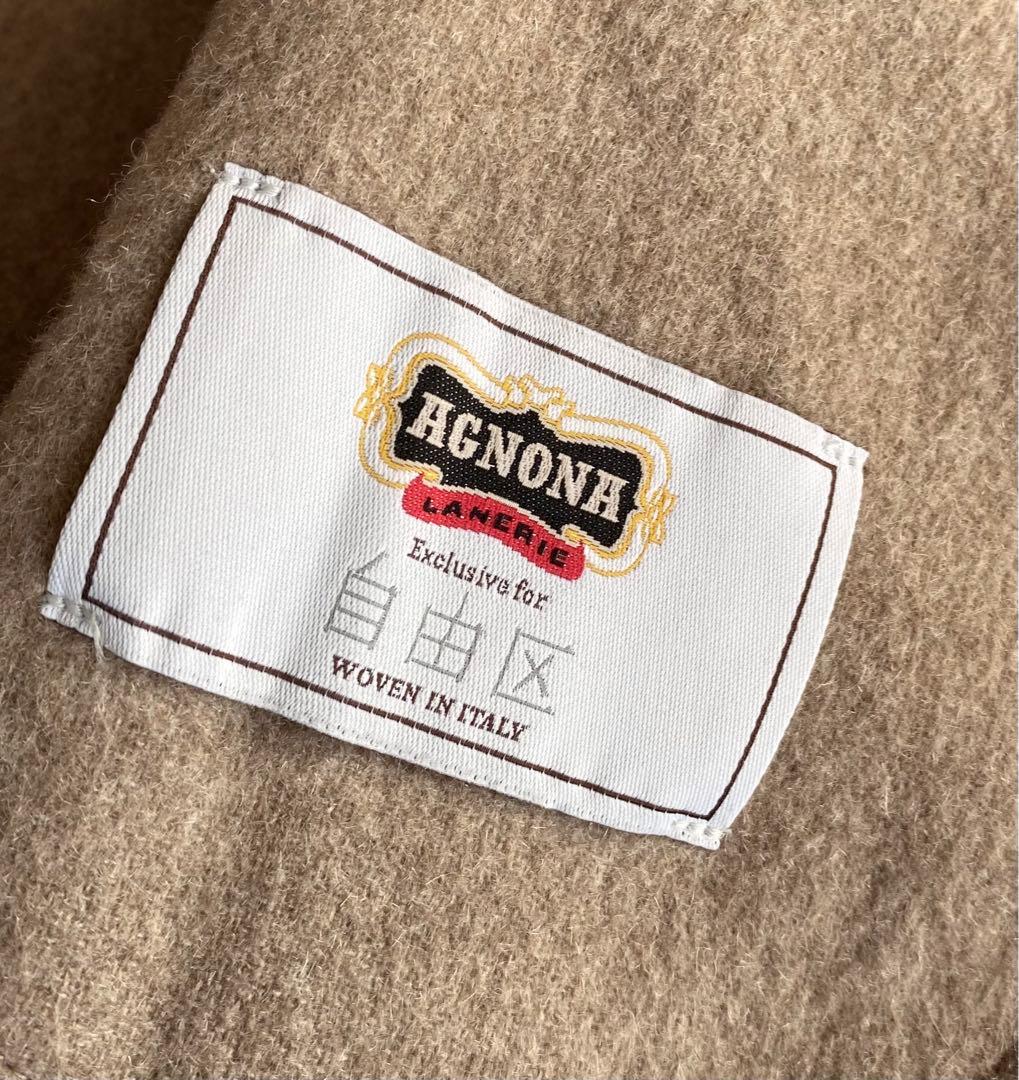 AGNONA
LANERIE
Exclusive for
自由区
WOVEN IN ITALY